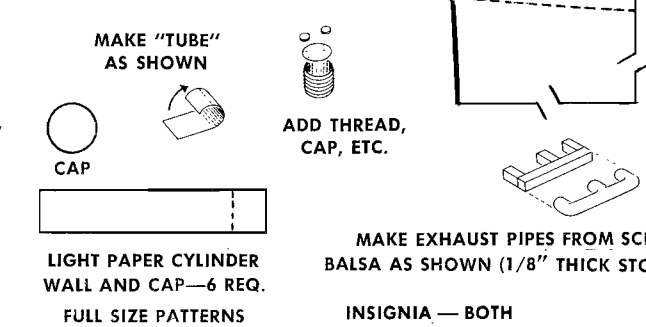 MAKE "TUBE"
AS SHOWN
CAP
ADD THREAD,
CAP, ETC.
LIGHT PAPER CYLINDER
WALL AND CAP—6 REQ.
FULL SIZE PATTERNS
MAKE EXHAUST PIPES FROM
BALSA AS SHOWN (1/8" THICK
INSIGNIA — BOTH